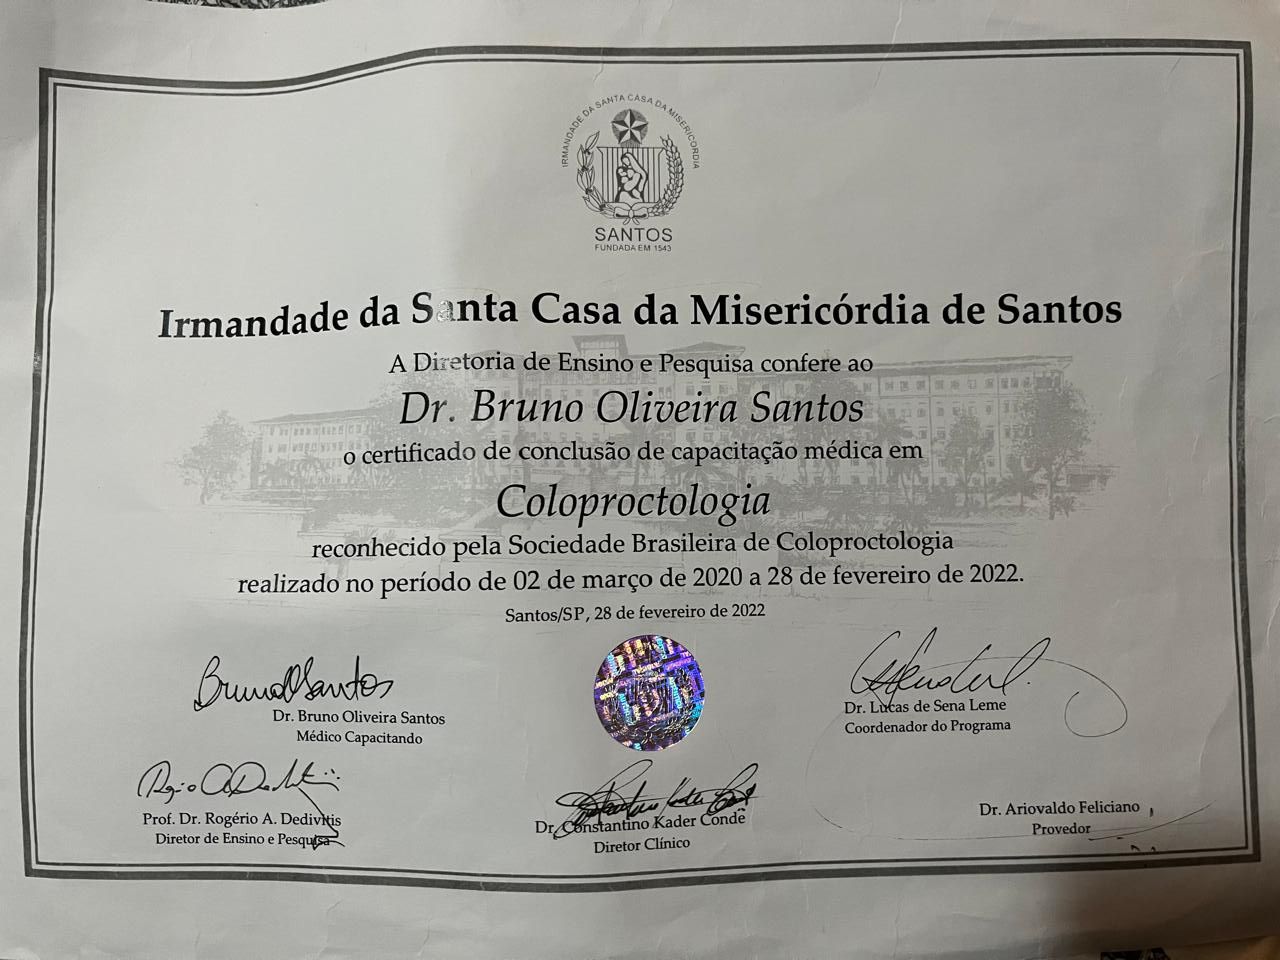 IRMANDADE DA SANTA CASA DA MISERICORDIA
SANTOS
FUNDADA EM 1543
Irmandade da Santa Casa da Misericórdia de Santos
A Diretoria de Ensino e Pesquisa confere ao
Dr. Bruno Oliveira Santos
o certificado de conclusão de capacitação médica em
Coloproctologia
reconhecido pela Sociedade Brasileira de Coloproctologia
realizado no período de 02 de março de 2020 a 28 de fevereiro de 2022.
Santos/SP, 28 de fevereiro de 2022
Dr. Bruno Oliveira Santos
Médico Capacitando
Dr. Lucas de Sena Leme
Coordenador do Programa
Prof. Dr. Rogério A. Dedivitis
Diretor de Ensino e Pesquisa
Dr. Constantino Kader Condê
Diretor Clínico
Dr. Ariovaldo Feliciano
Provedor